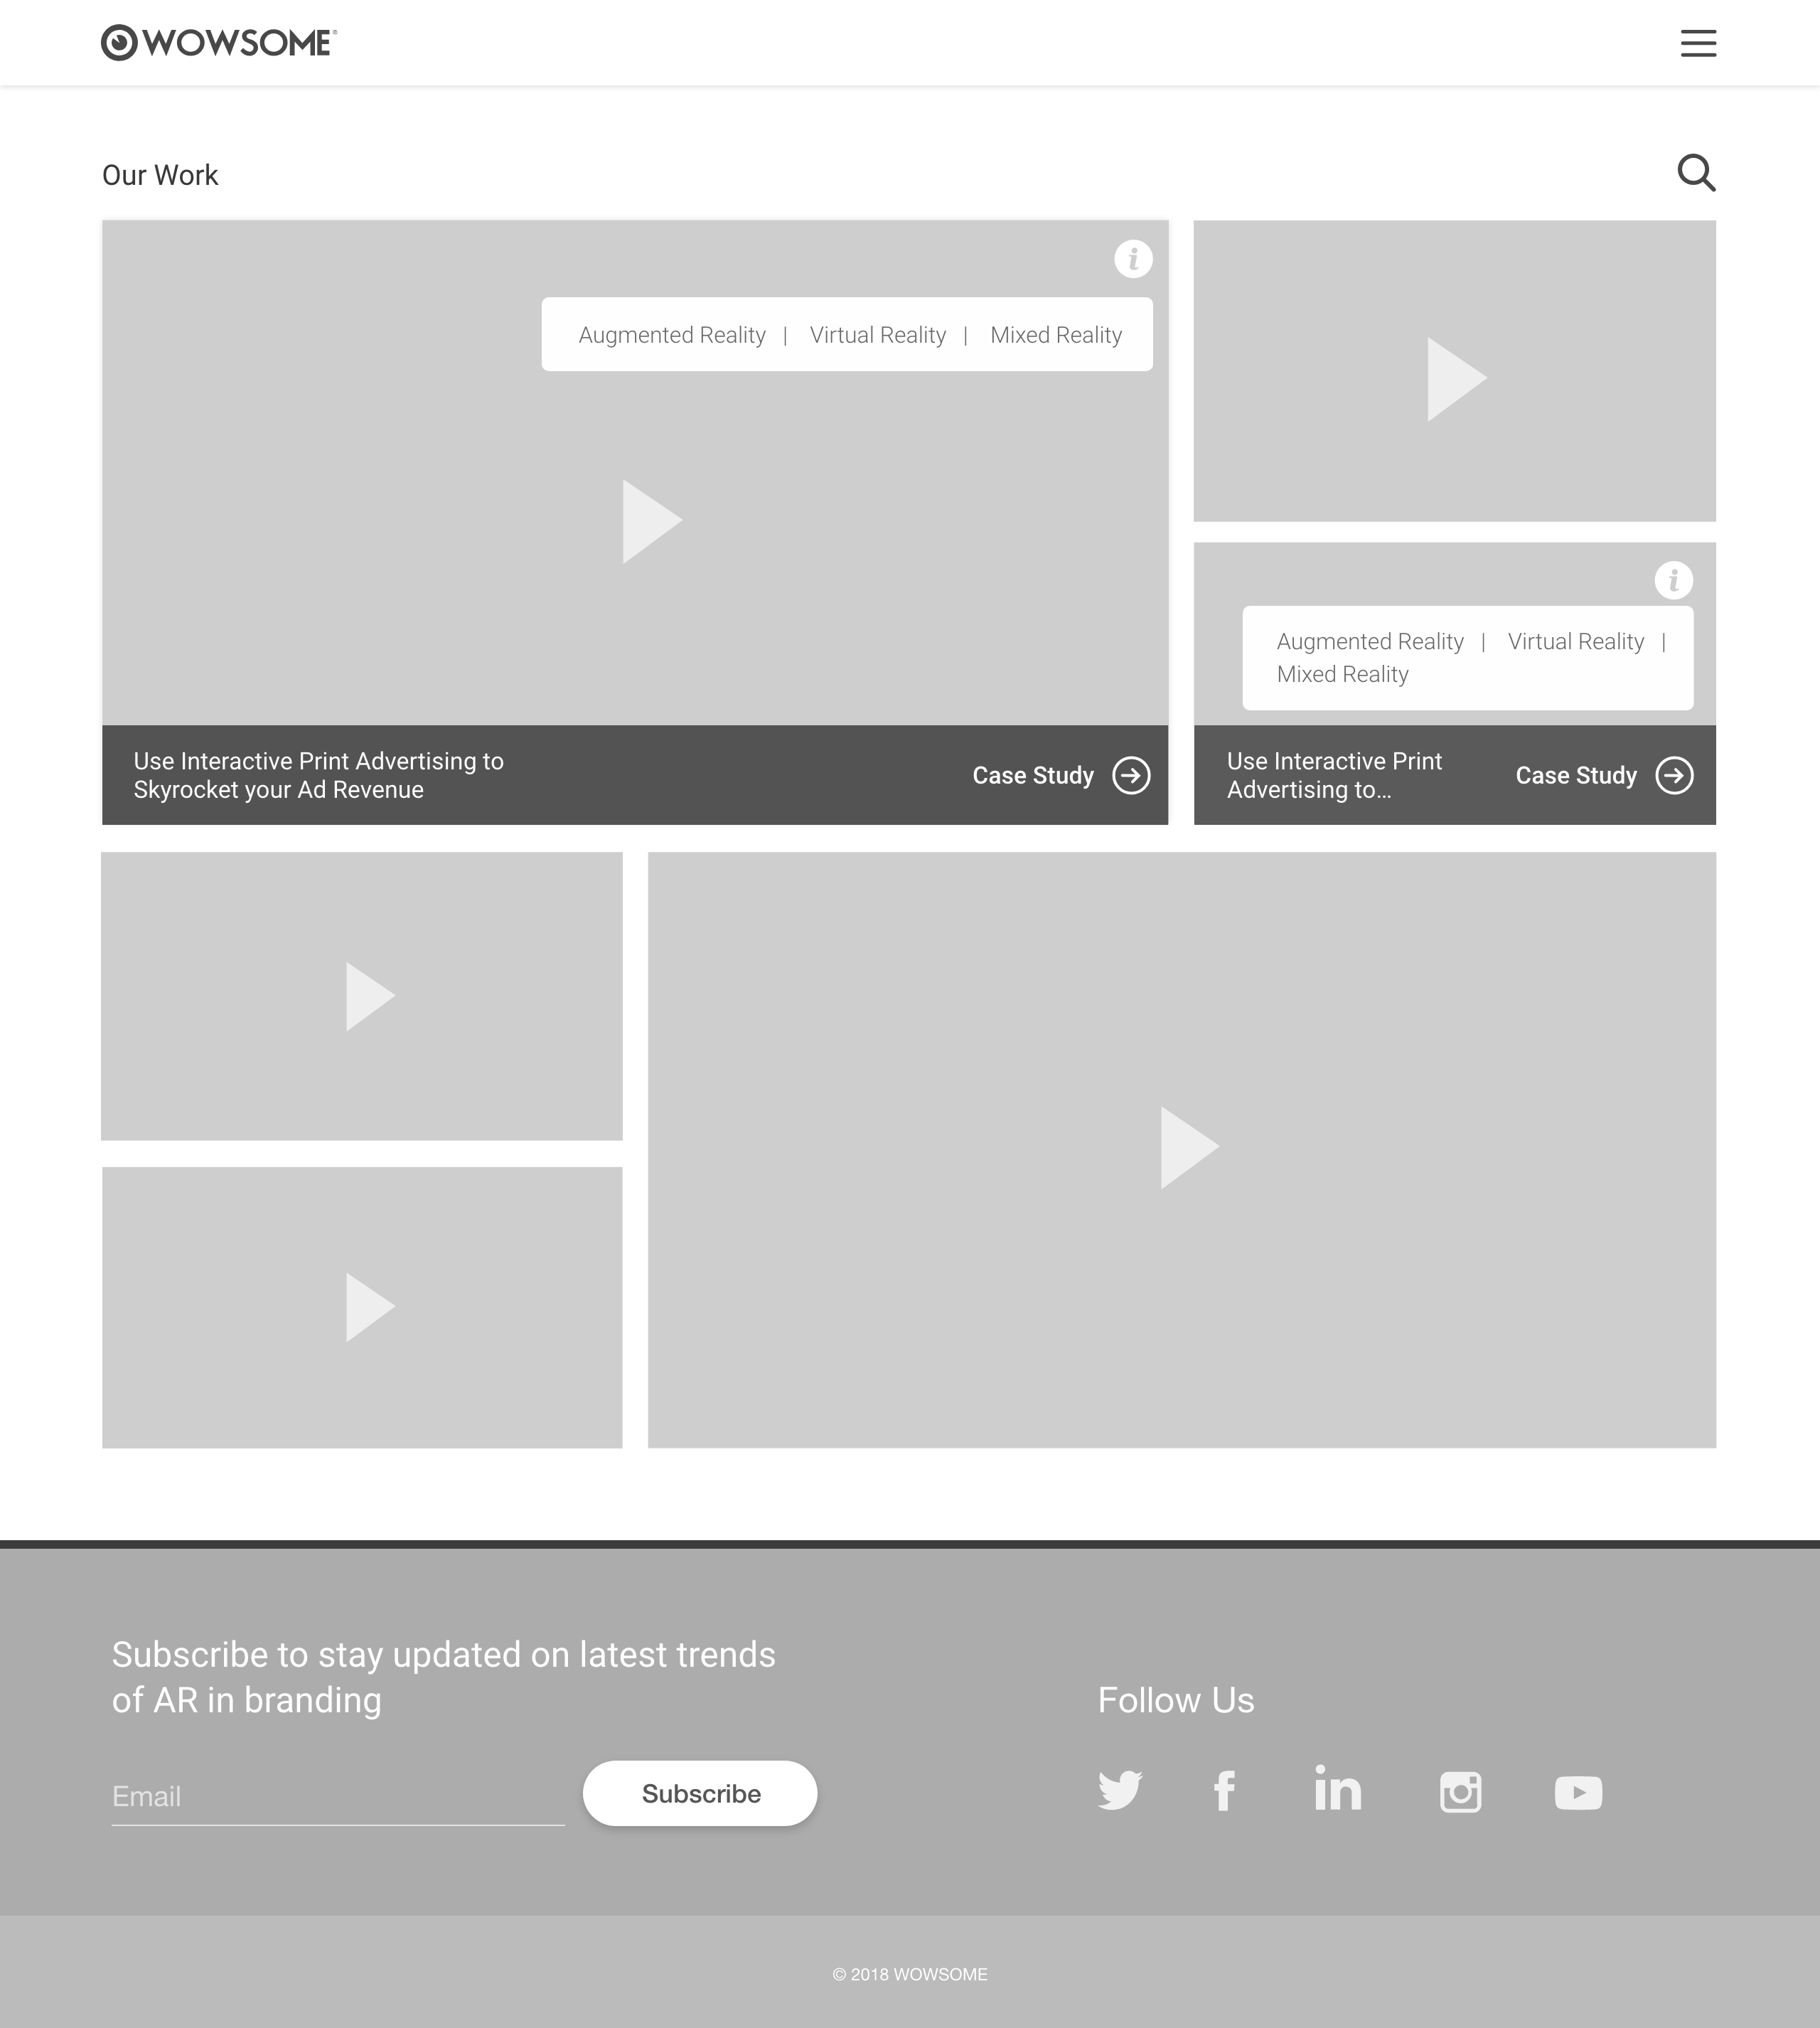 WOWSOME®
Our Work
Augmented Reality | Virtual Reality | Mixed Reality
Augmented Reality | Virtual Reality |
Mixed Reality
Use Interactive Print Advertising to
Skyrocket your Ad Revenue
Case Study
Use Interactive Print
Advertising to...
Case Study
Subscribe to stay updated on latest trends
of AR in branding
Email
Subscribe
Follow Us
© 2018 WOWSOME